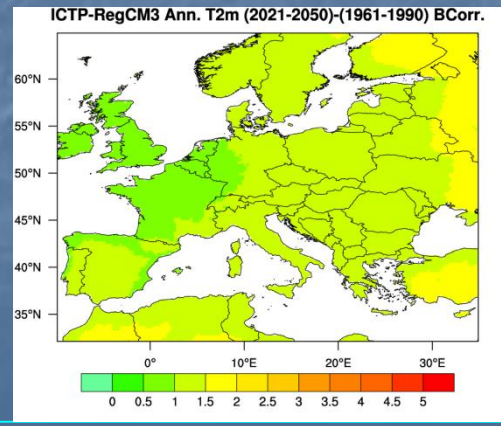 ICTP-RegCM3 Ann. T2m (2021-2050)-(1961-1990) BCorr.
60°N
55°N
50°N
45°N
40°N
35°N
0° 10°E 20°E 30°E
0 0.5 1 1.5 2 2.5 3 3.5 4 4.5 5